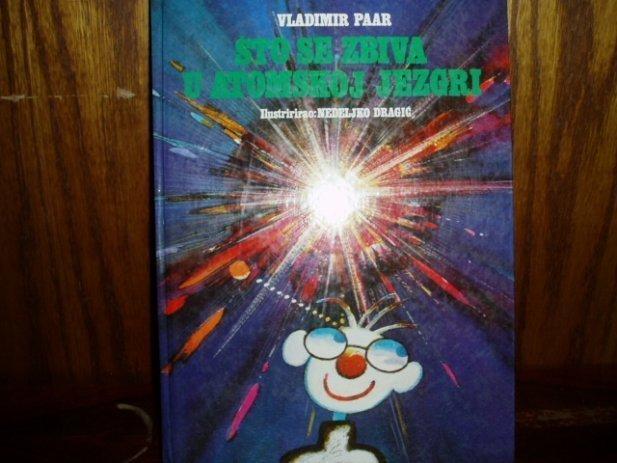 VLADIMIR PAAR
ŠTO SE ZBIVA
U ATOMSKOJ JEZGRI
Ilustrirao: NEDELJKO DRAGIĆ